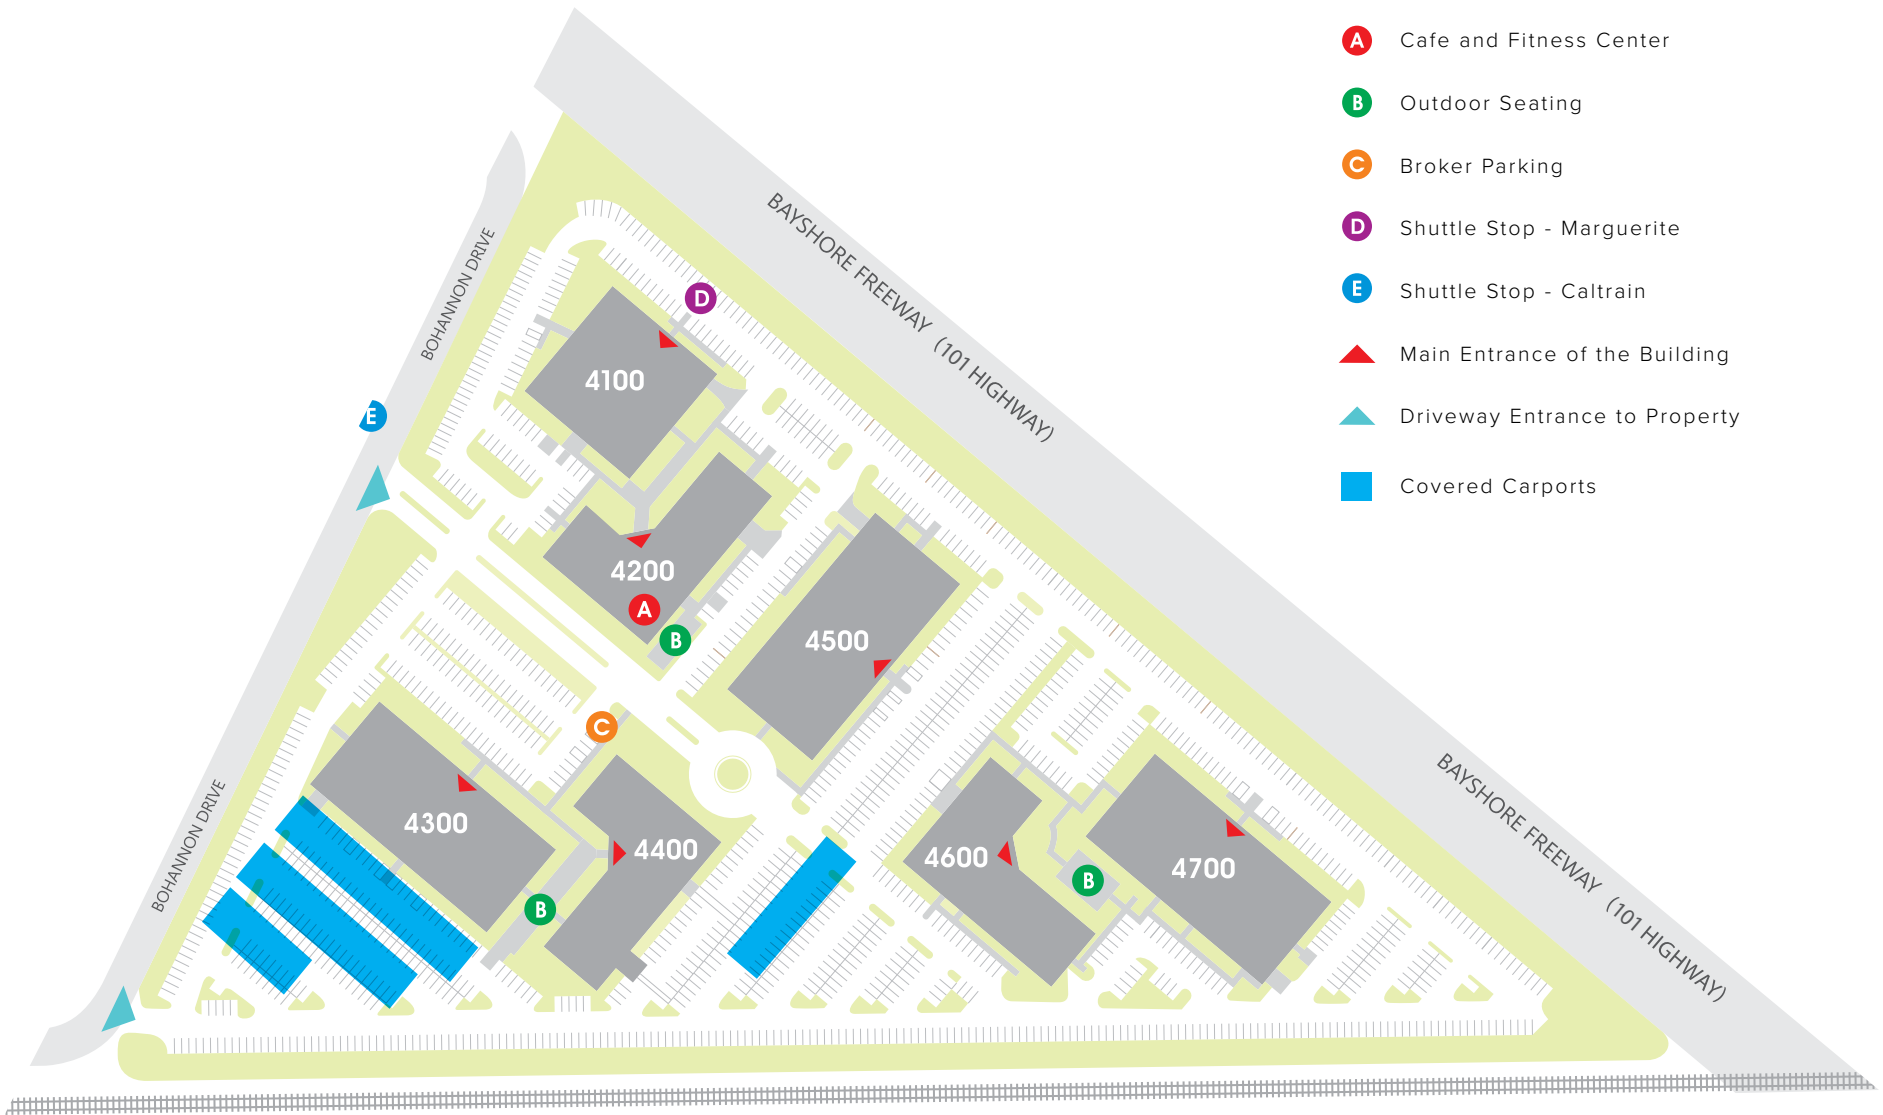 A Cafe and Fitness Center
B Outdoor Seating
C Broker Parking
D Shuttle Stop - Marguerite
E Shuttle Stop - Caltrain
Main Entrance of the Building
Driveway Entrance to Property
Covered Carports
BAYSHORE FREEWAY (101 HIGHWAY)
BOHANNON DRIVE
D
4100
E
4200
A
B
4500
C
4300
4400
4600
4700
B
B
BOHANNON DRIVE
BAYSHORE FREEWAY (101 HIGHWAY)